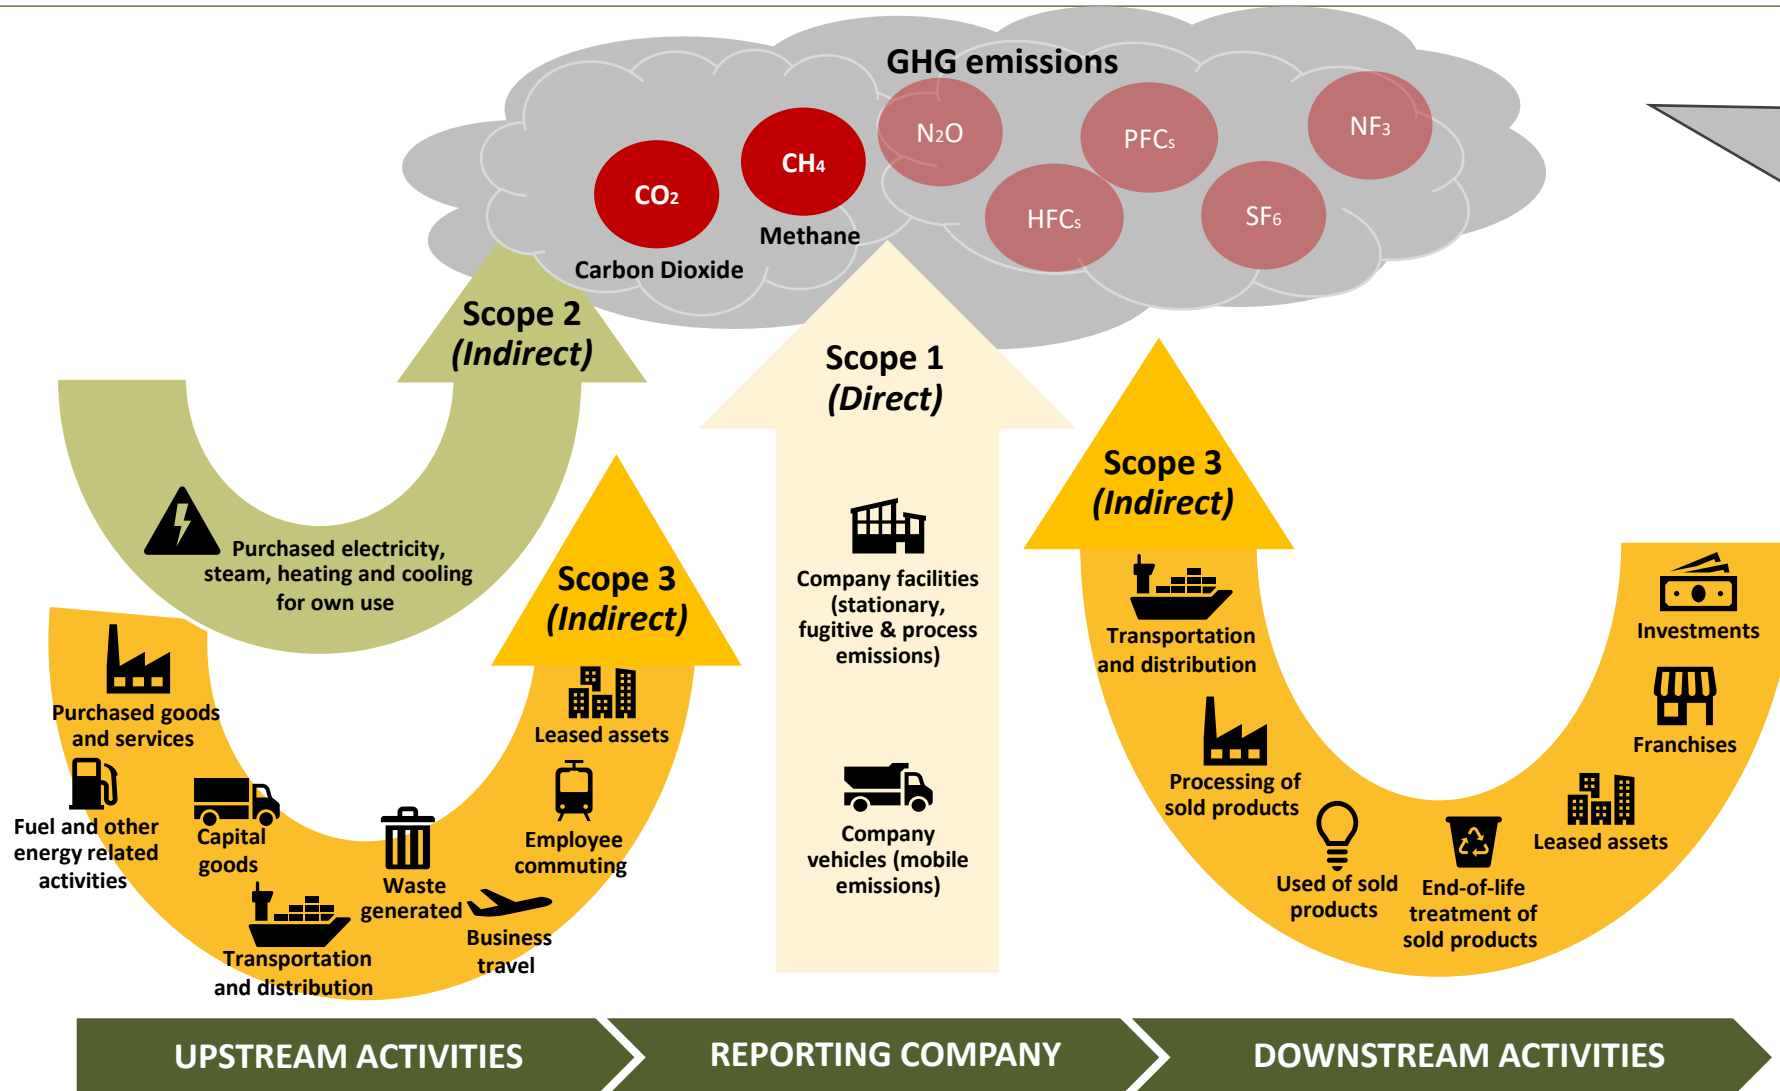 GHG emissions
CO2
CH4
N2O
HFCs
PFCs
SF6
NF3
Carbon Dioxide
Methane
Scope 2
(Indirect)
Purchased electricity,
steam, heating and cooling
for own use
Scope 3
(Indirect)
Purchased goods
and services
Fuel and other
energy related
activities
Capital
goods
Transportation
and distribution
Waste
generated
Business
travel
Employee
commuting
Leased assets
Scope 1
(Direct)
Company facilities
(stationary,
fugitive & process
emissions)
Company
vehicles (mobile
emissions)
Scope 3
(Indirect)
Transportation
and distribution
Processing of
sold products
Used of sold
products
End-of-life
treatment of
sold products
Leased assets
Franchises
Investments
UPSTREAM ACTIVITIES
REPORTING COMPANY
DOWNSTREAM ACTIVITIES